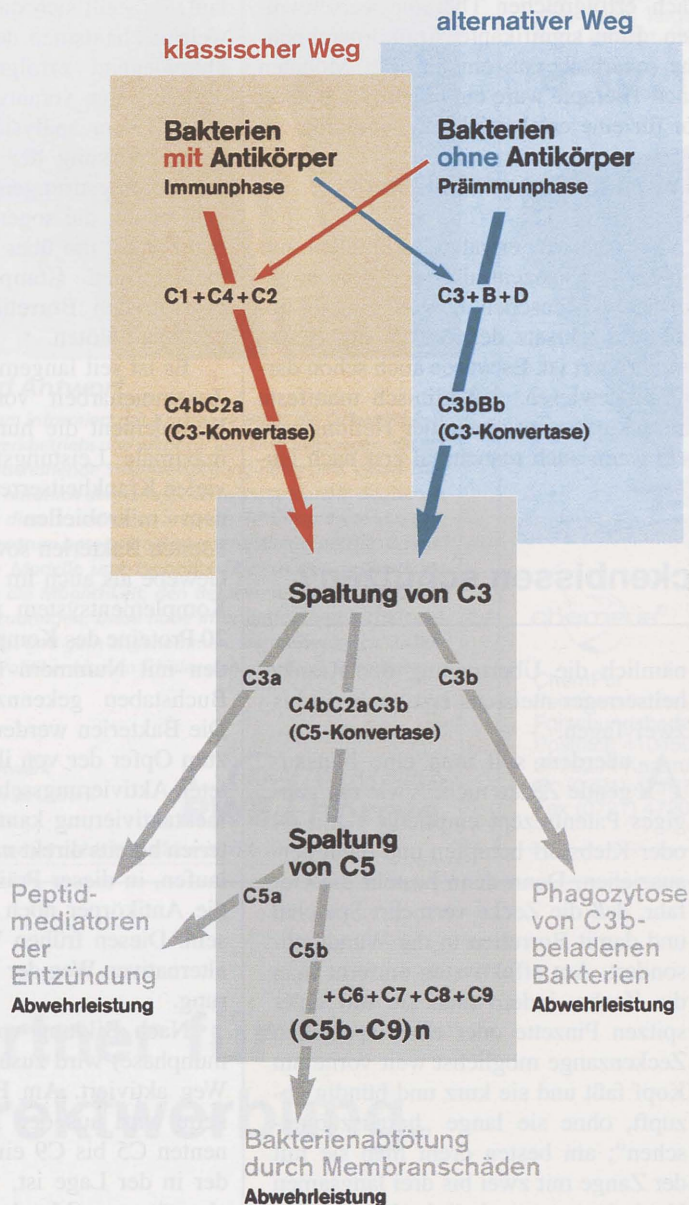 alternativer Weg
klassischer Weg
Bakterien
mit Antikörper
Immunphase
Bakterien
ohne Antikörper
Präimmunphase
C1+C4+C2
C3+B+D
C4bC2a
(C3-Konvertase)
C3bBb
(C3-Konvertase)
Spaltung von C3
C3a
C3b
C4bC2aC3b
(C5-Konvertase)
Spaltung
von C5
C5a
Peptid-
mediatoren
der
Entzündung
Abwehrleistung
Phagozytose
von C3b-
beladenen
Bakterien
Abwehrleistung
C5b
+C6+C7+C8+C9
(C5b-C9)n
Bakterienabtötung
durch Membranschäden
Abwehrleistung